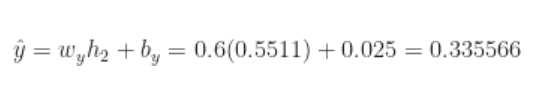 ŷ = w_y h_2 + b_y = 0.6(0.5511) + 0.025 = 0.335566